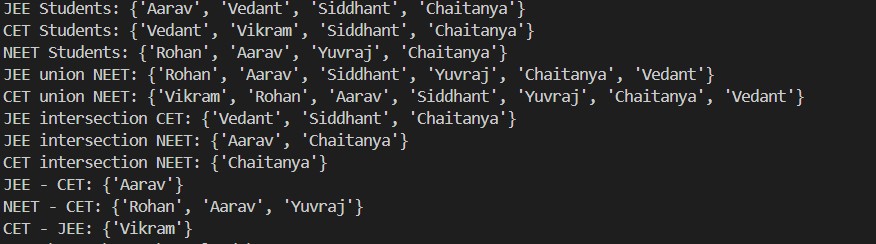 JEE Students: {'Aarav', 'Vedant', 'Siddhant', 'Chaitanya'}
CET Students: {'Vedant', 'Vikram', 'Siddhant', 'Chaitanya'}
NEET Students: {'Rohan', 'Aarav', 'Yuvraj', 'Chaitanya'}
JEE union NEET: {'Rohan', 'Aarav', 'Siddhant', 'Yuvraj', 'Chaitanya', 'Vedant'}
CET union NEET: {'Vikram', 'Rohan', 'Aarav', 'Siddhant', 'Yuvraj', 'Chaitanya', 'Vedant'}
JEE intersection CET: {'Vedant', 'Siddhant', 'Chaitanya'}
JEE intersection NEET: {'Aarav', 'Chaitanya'}
CET intersection NEET: {'Chaitanya'}
JEE - CET: {'Aarav'}
NEET - CET: {'Rohan', 'Aarav', 'Yuvraj'}
CET - JEE: {'Vikram'}